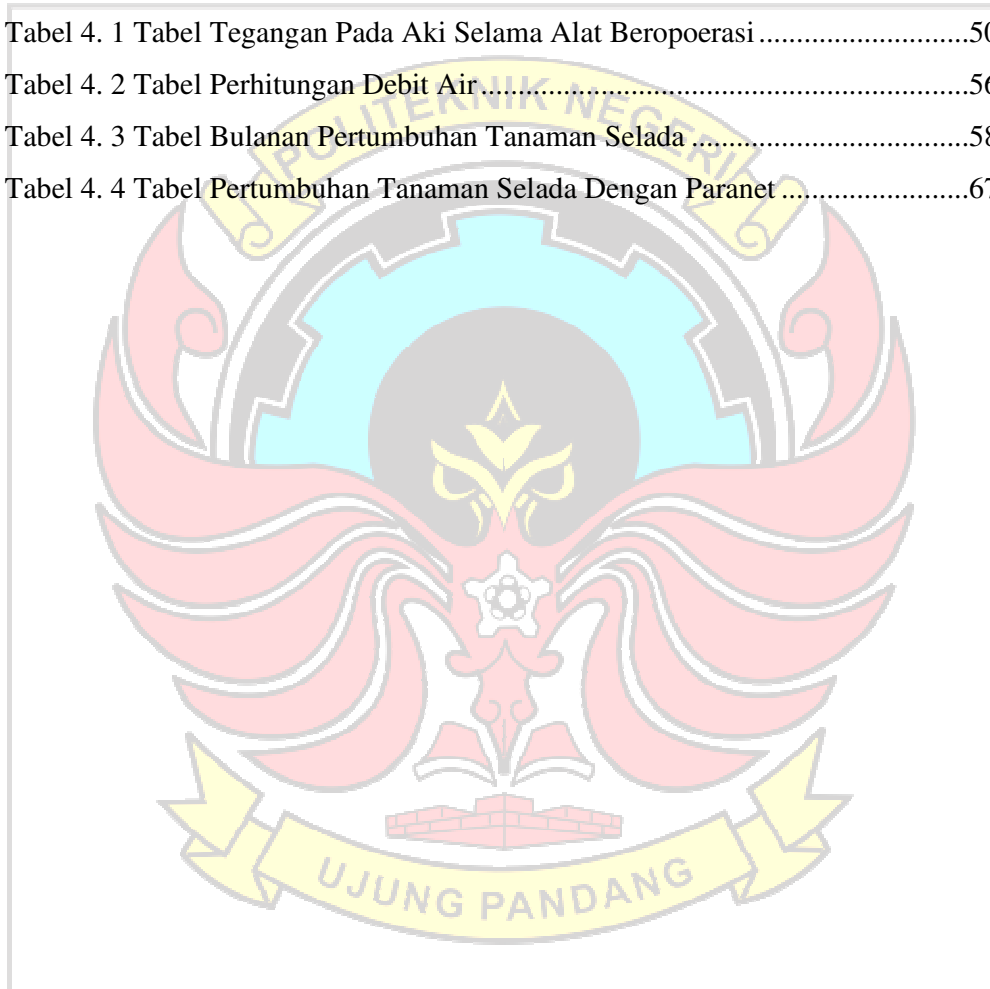 Tabel 4. 1 Tabel Tegangan Pada Aki Selama Alat Beropoerasi...........................50
Tabel 4. 2 Tabel Perhitungan Debit Air...............................................................56
Tabel 4. 3 Tabel Bulanan Pertumbuhan Tanaman Selada ...................................58
Tabel 4. 4 Tabel Pertumbuhan Tanaman Selada Dengan Paranet ........................67
POLITEKNIK NEGERI
UJUNG PANDANG